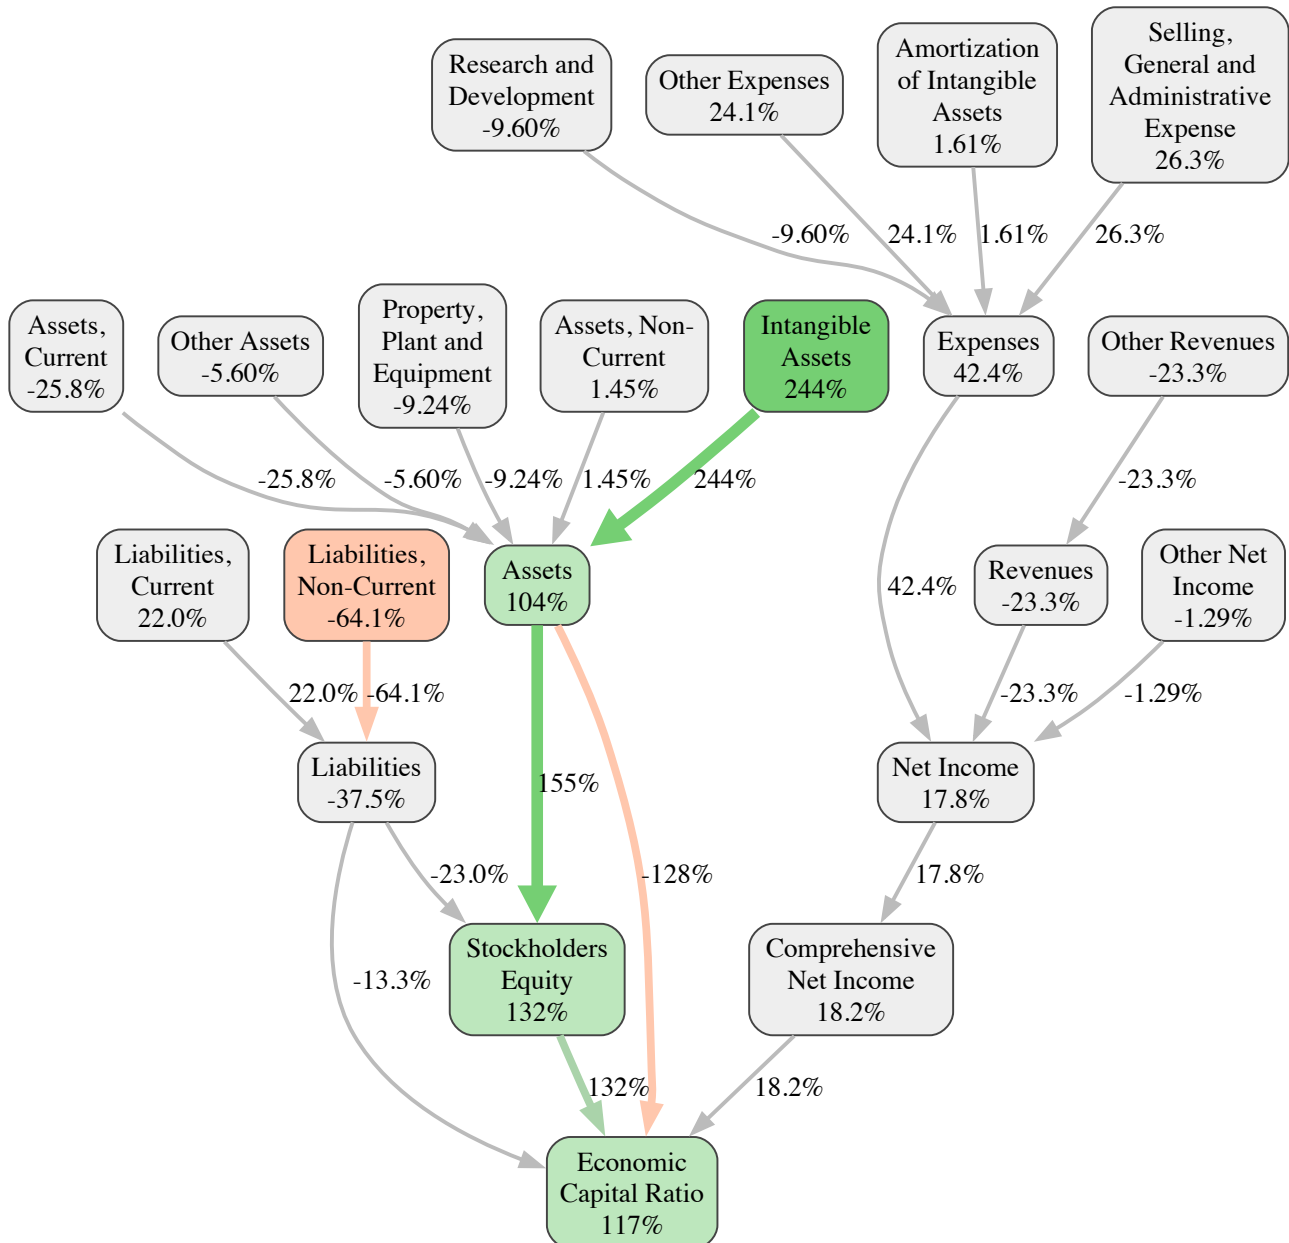 Research and
Development
-9.60%
Other Expenses
24.1%
Amortization
of Intangible
Assets
1.61%
Selling,
General and
Administrative
Expense
26.3%
-9.60%
24.1%
1.61%
26.3%
Assets,
Current
-25.8%
Other Assets
-5.60%
Property,
Plant and
Equipment
-9.24%
Assets, Non-
Current
1.45%
Intangible
Assets
244%
Expenses
42.4%
Other Revenues
-23.3%
-25.8%
-5.60%
-9.24%
1.45%
244%
-23.3%
Liabilities,
Current
22.0%
Liabilities,
Non-Current
-64.1%
Assets
104%
42.4%
Revenues
-23.3%
Other Net
Income
-1.29%
22.0%
-64.1%
-23.3%
-1.29%
Liabilities
-37.5%
155%
Net Income
17.8%
-23.0%
-128%
17.8%
-13.3%
Stockholders
Equity
132%
Comprehensive
Net Income
18.2%
132%
18.2%
Economic
Capital Ratio
117%